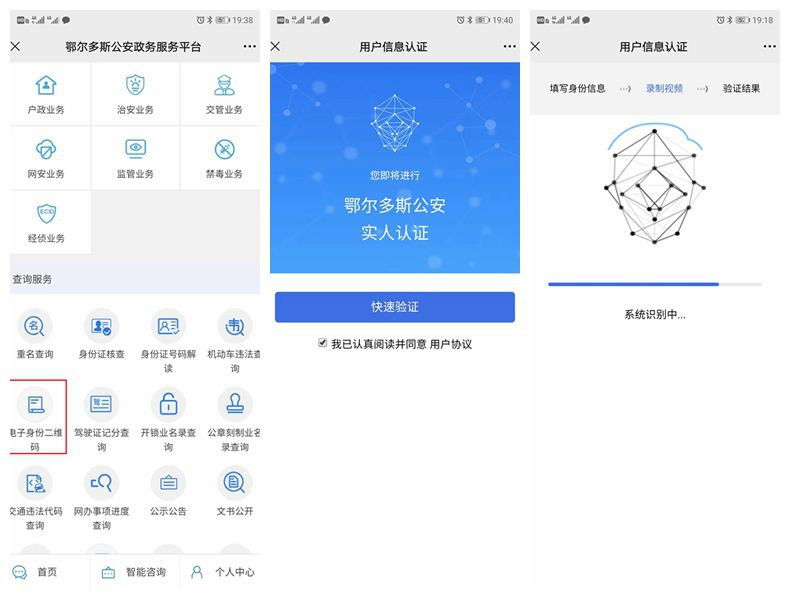 19:38
鄂尔多斯公安政务服务平台
户政业务
治安业务
交管业务
网安业务
监管业务
禁毒业务
ECID
经侦业务
查询服务
名
重名查询
身份证核查
身份证号码解
读
机动车违法查
询
电子身份二维
码
驾驶证记分查
询
开锁业名录查
询
公章刻制业名
录查询
交通违法代码
查询
网办事项进度
查询
公示公告
文书公开
首页
智能咨询
个人中心
19:40
用户信息认证
您即将进行
鄂尔多斯公安
实人认证
快速验证
我已认真阅读并同意 用户协议
19:18
用户信息认证
填写身份信息
录制视频
验证结果
系统识别中...